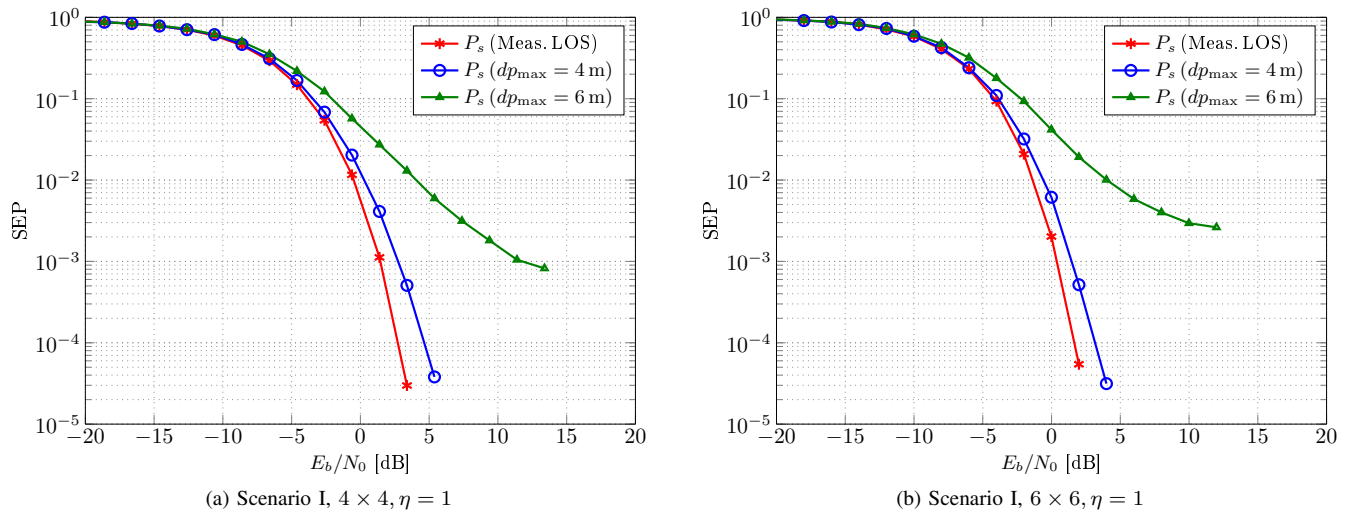 10^0
10^{-1}
10^{-2}
10^{-3}
10^{-4}
10^{-5}
SEP
−20 −15 −10 −5 0 5 10 15 20
E_b/N_0 [dB]
P_s (Meas. LOS)
P_s (dp_max = 4 m)
P_s (dp_max = 6 m)
(a) Scenario I, 4 × 4, η = 1
10^0
10^{-1}
10^{-2}
10^{-3}
10^{-4}
10^{-5}
SEP
−20 −15 −10 −5 0 5 10 15 20
E_b/N_0 [dB]
P_s (Meas. LOS)
P_s (dp_max = 4 m)
P_s (dp_max = 6 m)
(b) Scenario I, 6 × 6, η = 1